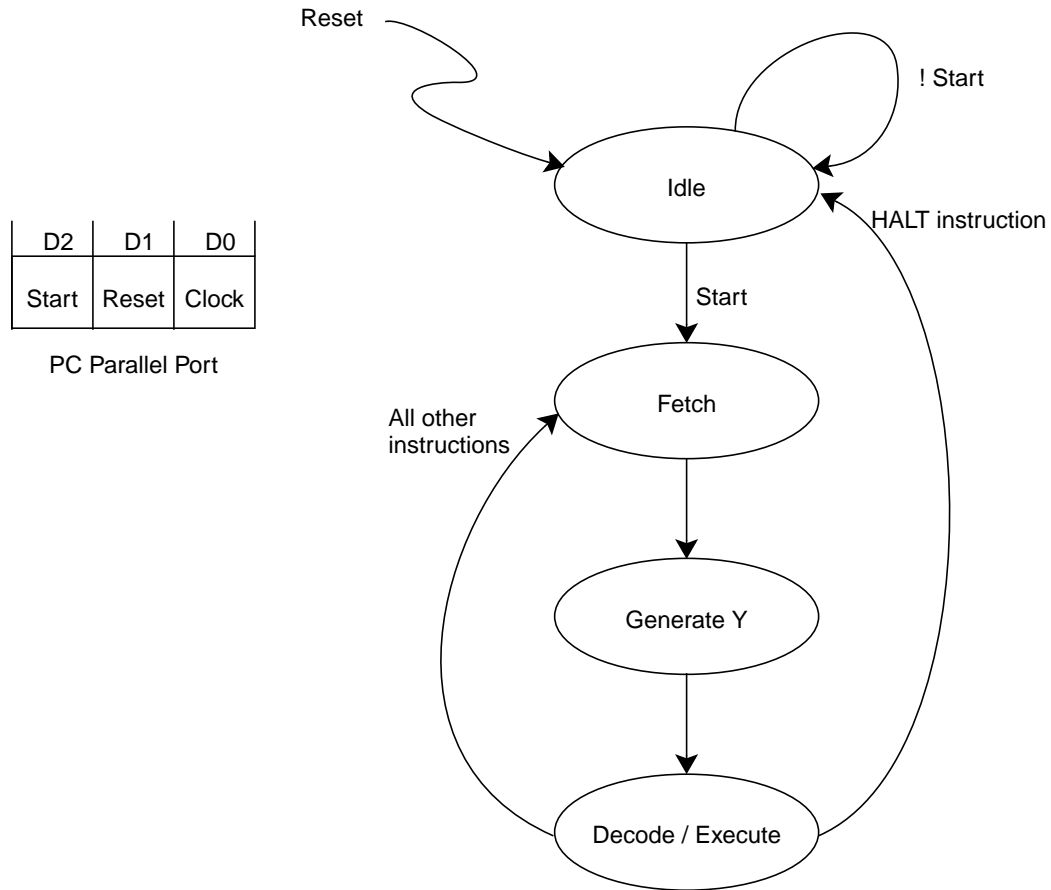 Reset
! Start
Idle
HALT instruction
D2 D1 D0
Start Reset Clock
PC Parallel Port
Start
Fetch
All other
instructions
Generate Y
Decode / Execute